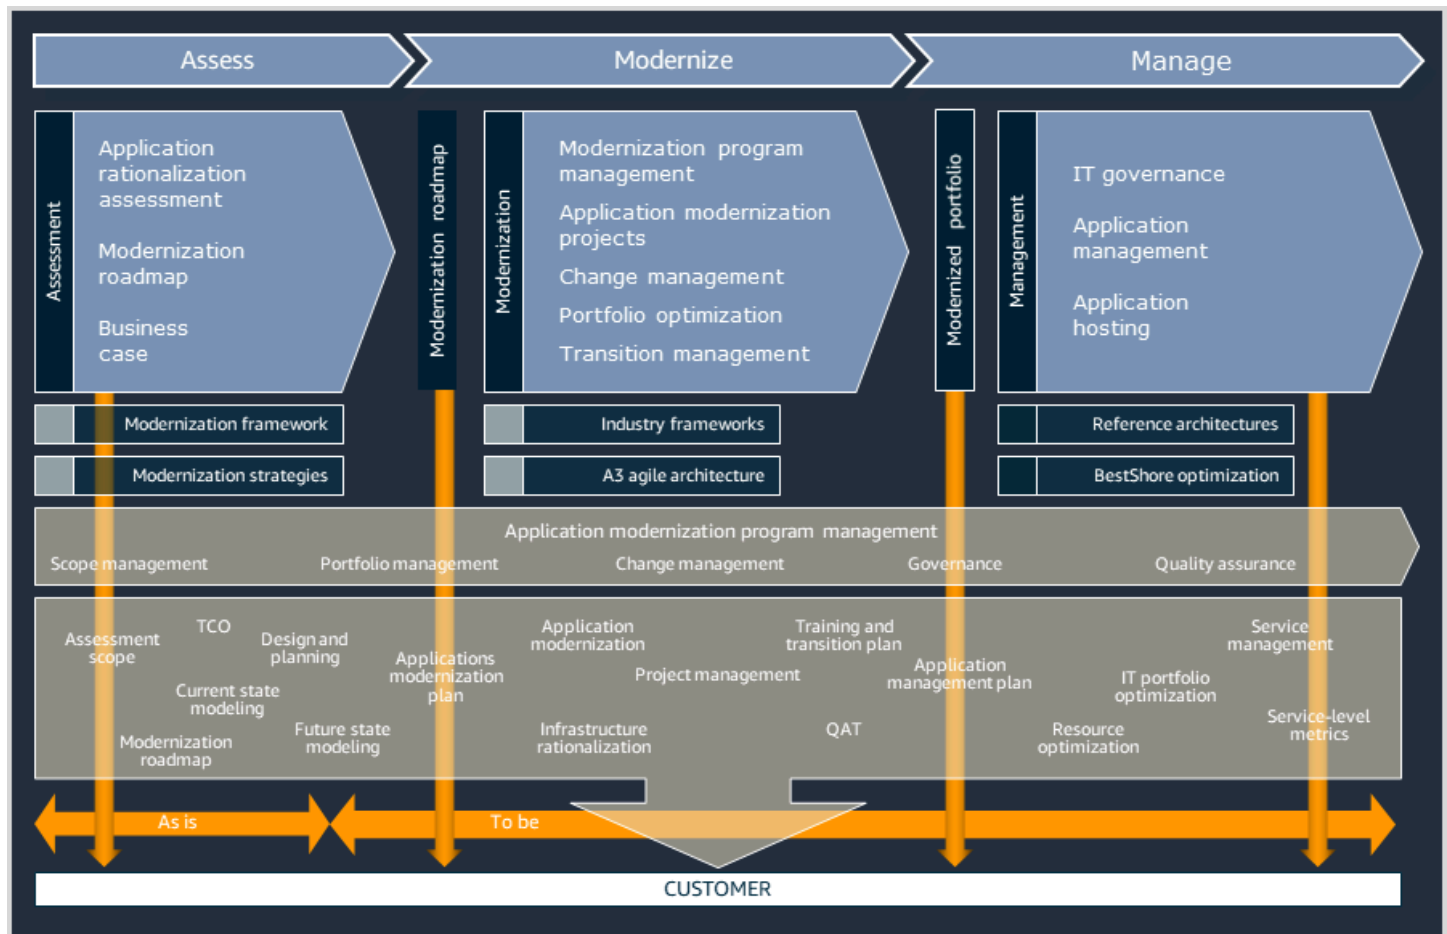 Assess
Modernize
Manage
Assessment
Application
rationalization
assessment
Modernization
roadmap
Business
case
Modernization roadmap
Modernization
Modernization program
management
Application modernization
projects
Change management
Portfolio optimization
Transition management
Modernized portfolio
Management
IT governance
Application
management
Application
hosting
Modernization framework
Industry frameworks
Reference architectures
Modernization strategies
A3 agile architecture
BestShore optimization
Application modernization program management
Scope management
Portfolio management
Change management
Governance
Quality assurance
Assessment
scope
TCO
Design and
planning
Current state
modeling
Modernization
roadmap
Future state
modeling
Applications
modernization
plan
Application
modernization
Project management
Infrastructure
rationalization
Training and
transition plan
QAT
Application
management plan
Resource
optimization
IT portfolio
optimization
Service
management
Service-level
metrics
As is
To be
CUSTOMER